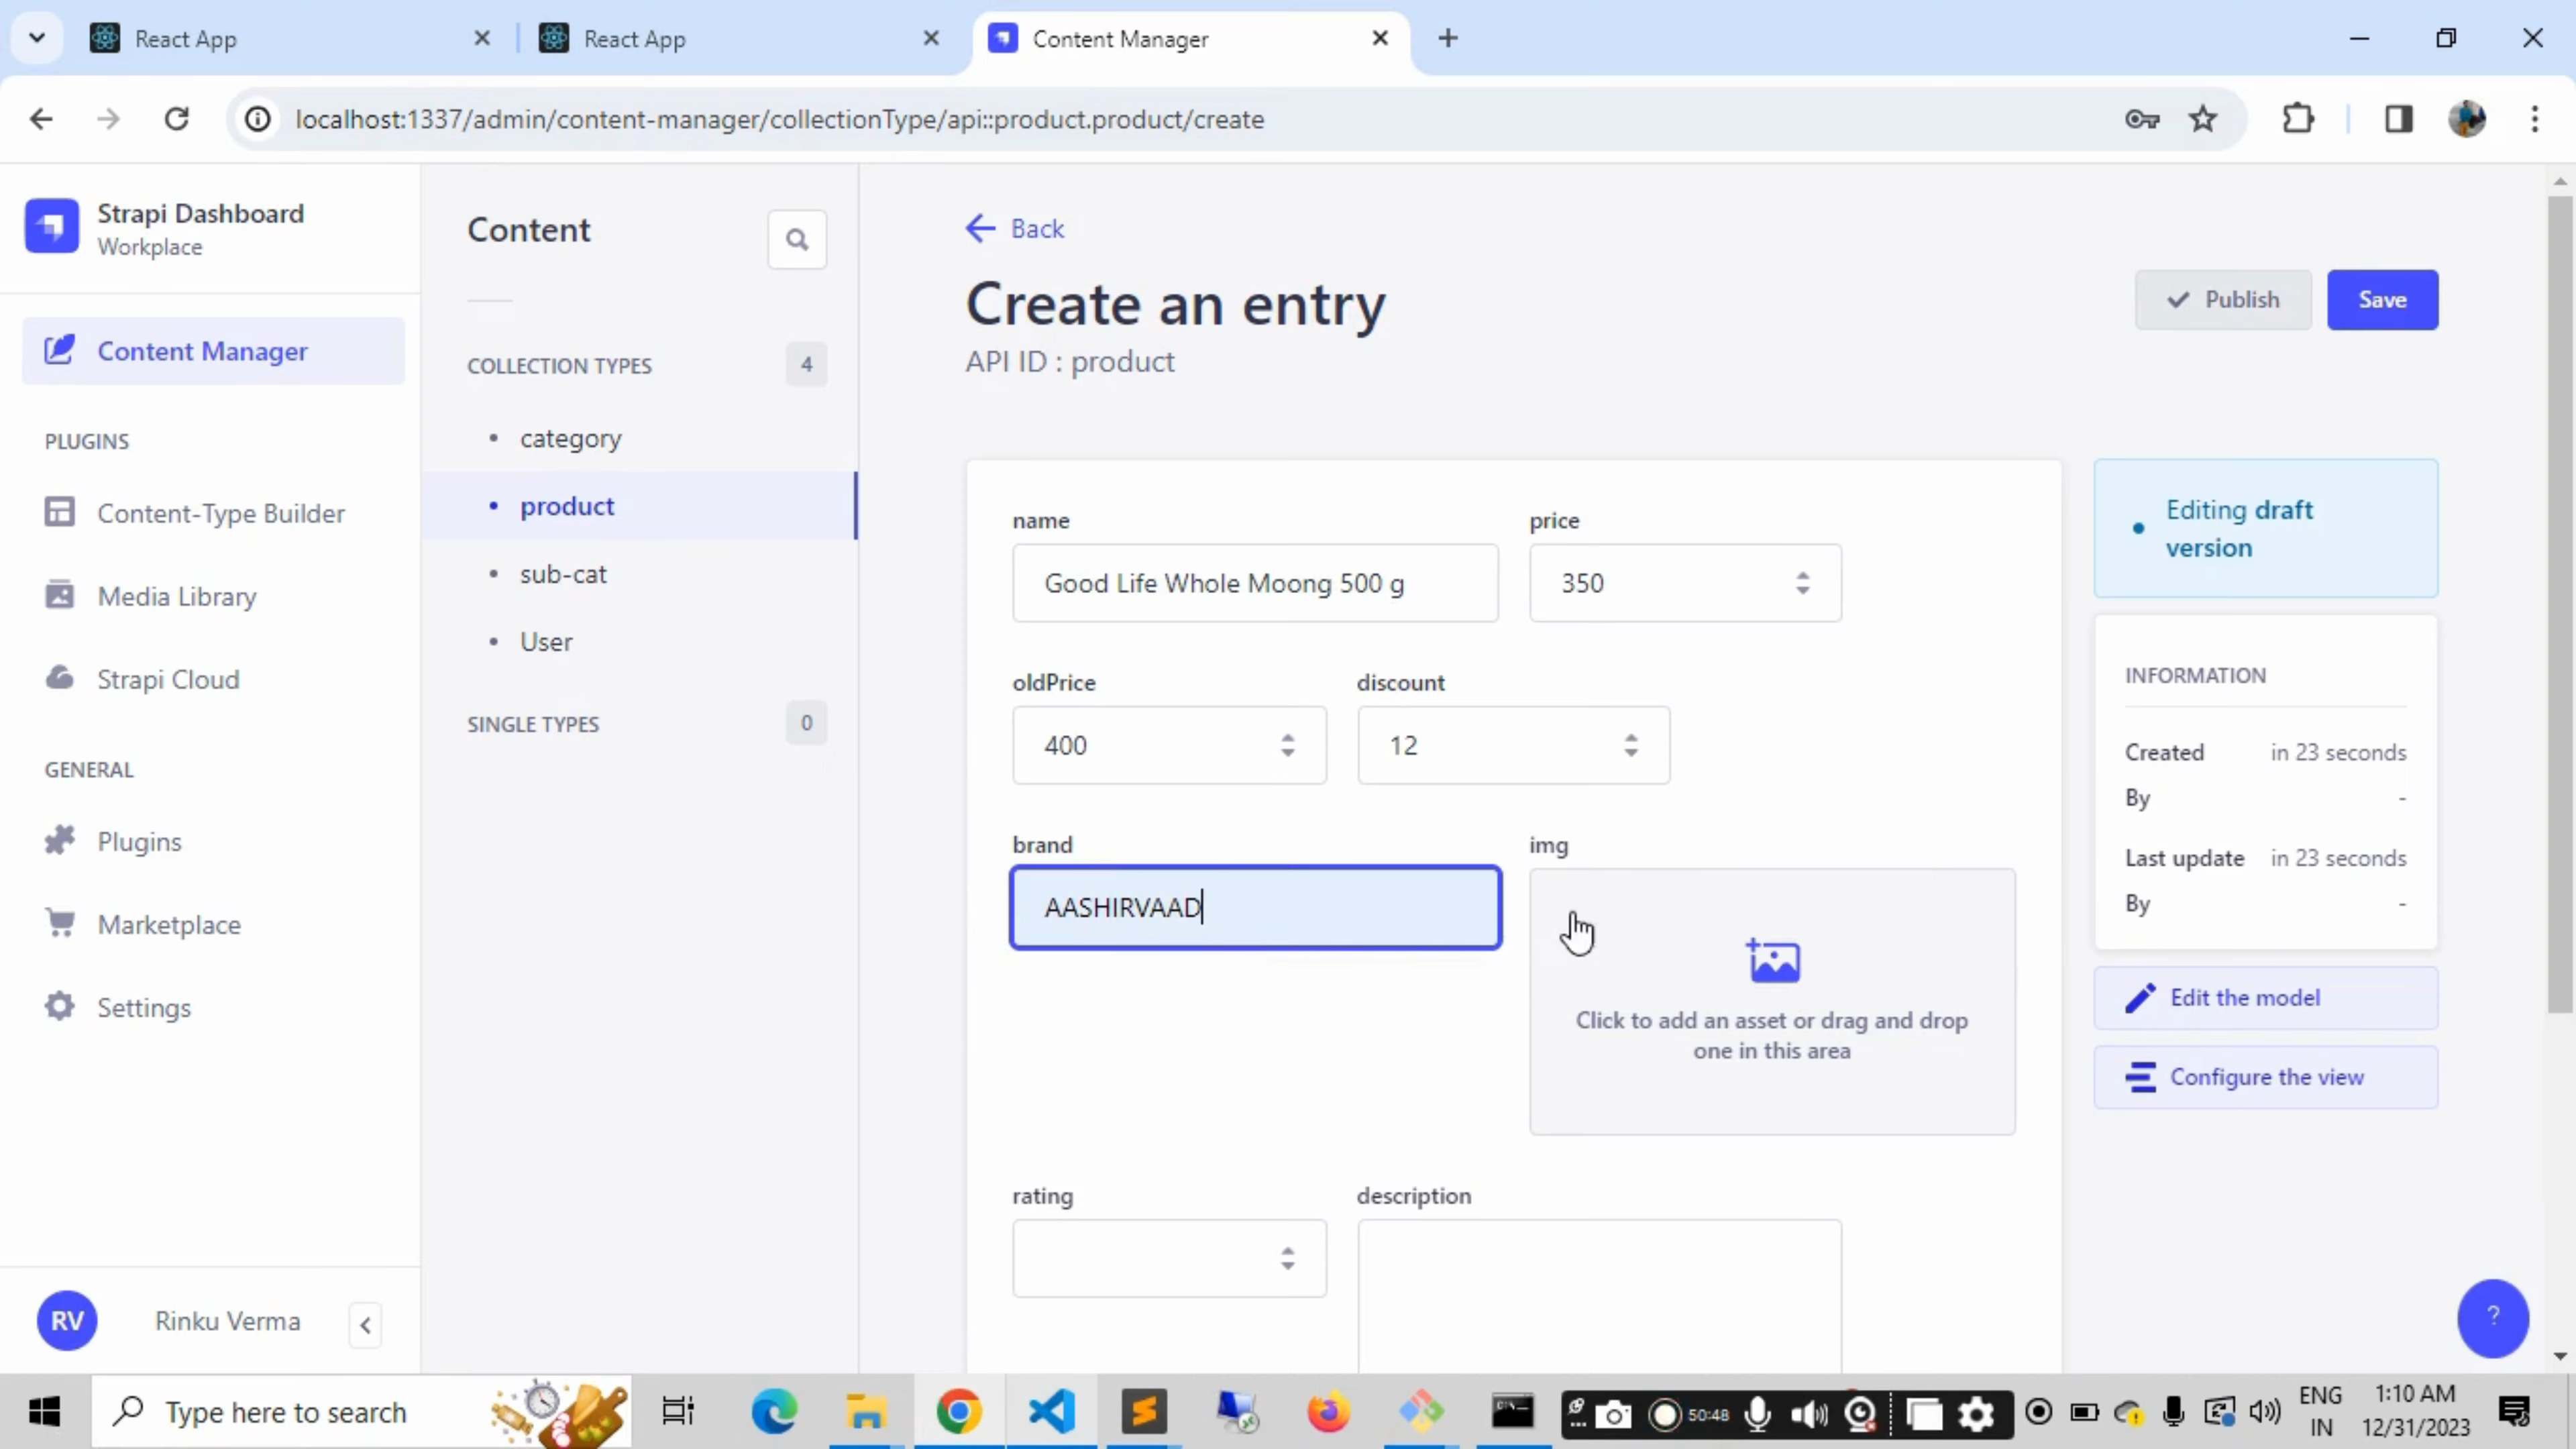 React App
React App
Content Manager
localhost:1337/admin/content-manager/collectionType/api::product.product/create
Strapi Dashboard
Workplace
Content Manager
PLUGINS
Content-Type Builder
Media Library
Strapi Cloud
GENERAL
Plugins
Marketplace
Settings
RV
Rinku Verma
Content
COLLECTION TYPES 4
category
product
sub-cat
User
SINGLE TYPES 0
Back
Create an entry
API ID : product
Publish
Save
name
Good Life Whole Moong 500 g
price
350
oldPrice
400
discount
12
brand
AASHIRVAAD
img
Click to add an asset or drag and drop
one in this area
rating
description
Editing draft
version
INFORMATION
Created in 23 seconds
By -
Last update in 23 seconds
By -
Edit the model
Configure the view
?
Type here to search
50:48
ENG
IN
1:10 AM
12/31/2023